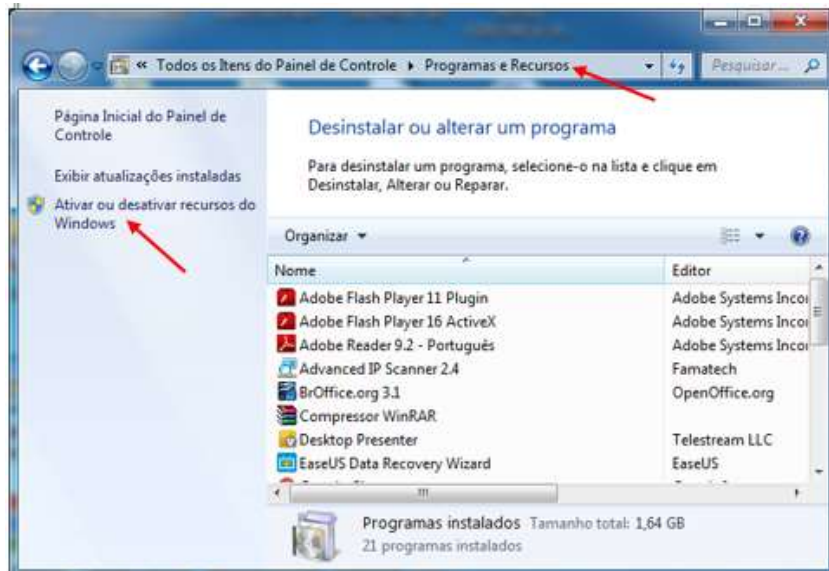 « Todos os Itens do Painel de Controle ▸ Programas e Recursos
Pesquisar...
Página Inicial do Painel de
Controle
Exibir atualizações instaladas
Ativar ou desativar recursos do
Windows
Desinstalar ou alterar um programa
Para desinstalar um programa, selecione-o na lista e clique em
Desinstalar, Alterar ou Reparar.
Organizar
Nome Editor
Adobe Flash Player 11 Plugin Adobe Systems Incor
Adobe Flash Player 16 ActiveX Adobe Systems Incor
Adobe Reader 9.2 - Português Adobe Systems Incor
Advanced IP Scanner 2.4 Famatech
BrOffice.org 3.1 OpenOffice.org
Compressor WinRAR
Desktop Presenter Telestream LLC
EaseUS Data Recovery Wizard EaseUS
Programas instalados Tamanho total: 1,64 GB
21 programas instalados